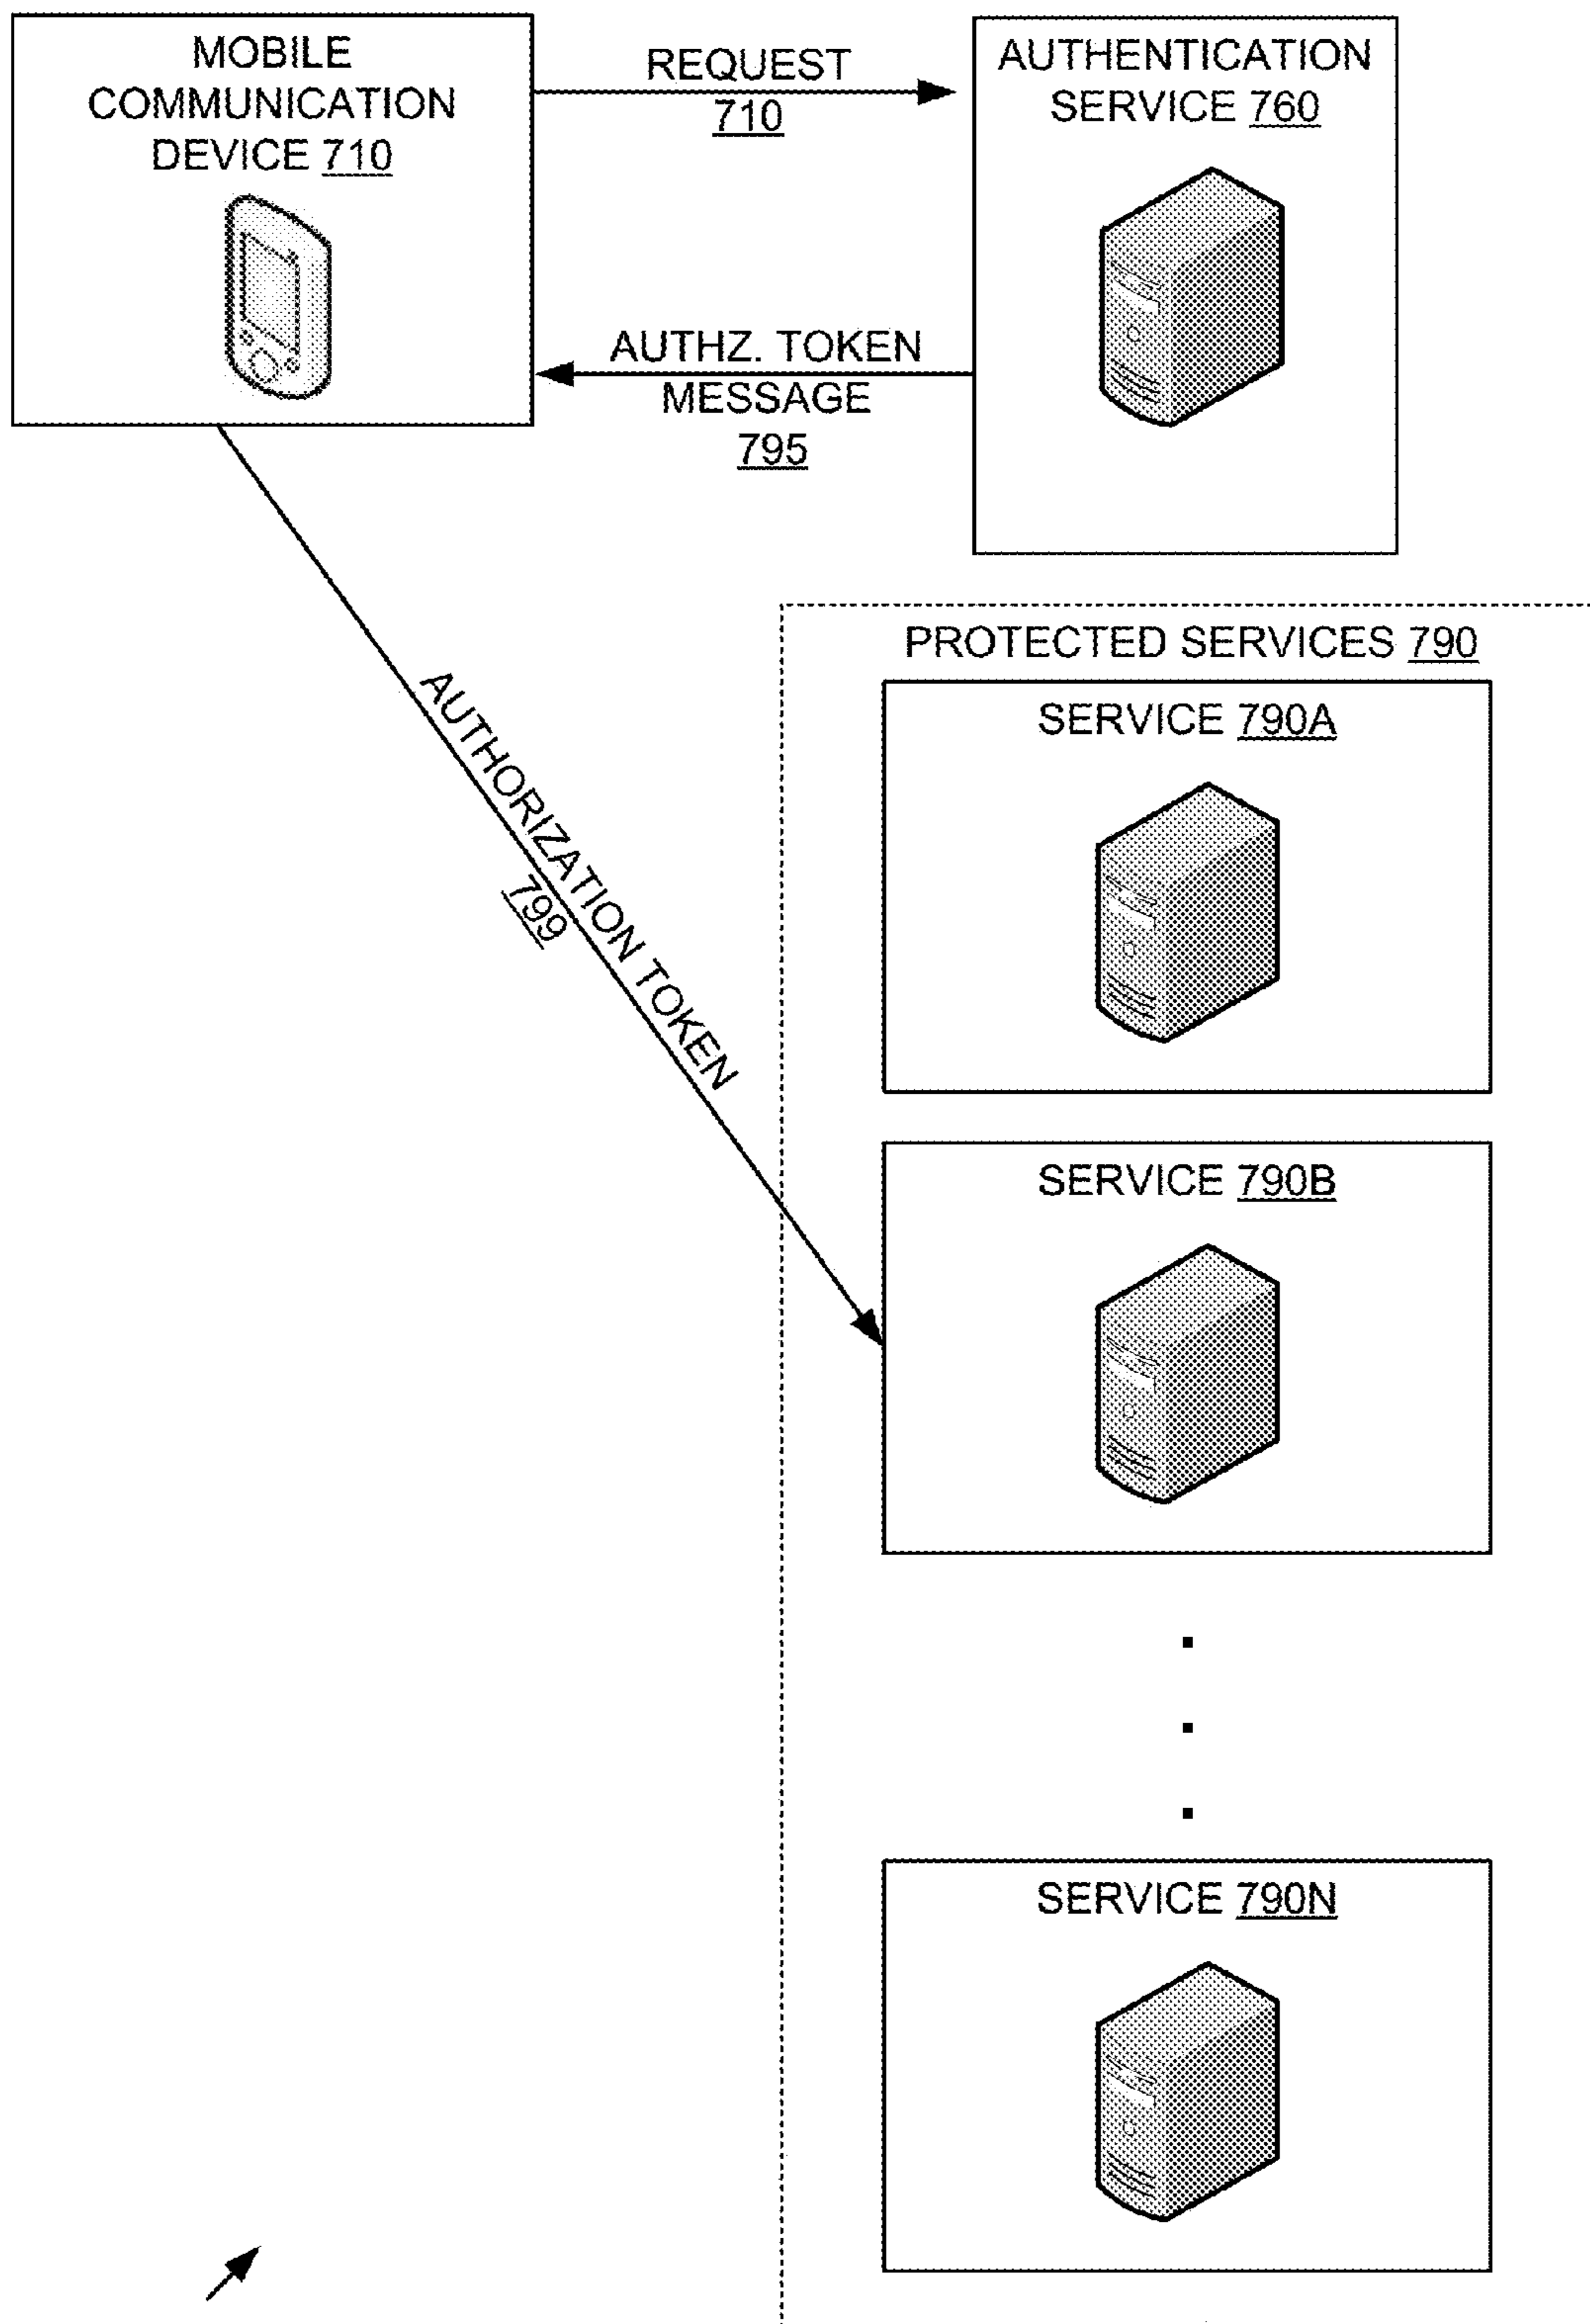 MOBILE
COMMUNICATION
DEVICE 710
REQUEST
710
AUTHENTICATION
SERVICE 760
AUTHZ. TOKEN
MESSAGE
795
AUTHORIZATION TOKEN
799
PROTECTED SERVICES 790
SERVICE 790A
SERVICE 790B
SERVICE 790N